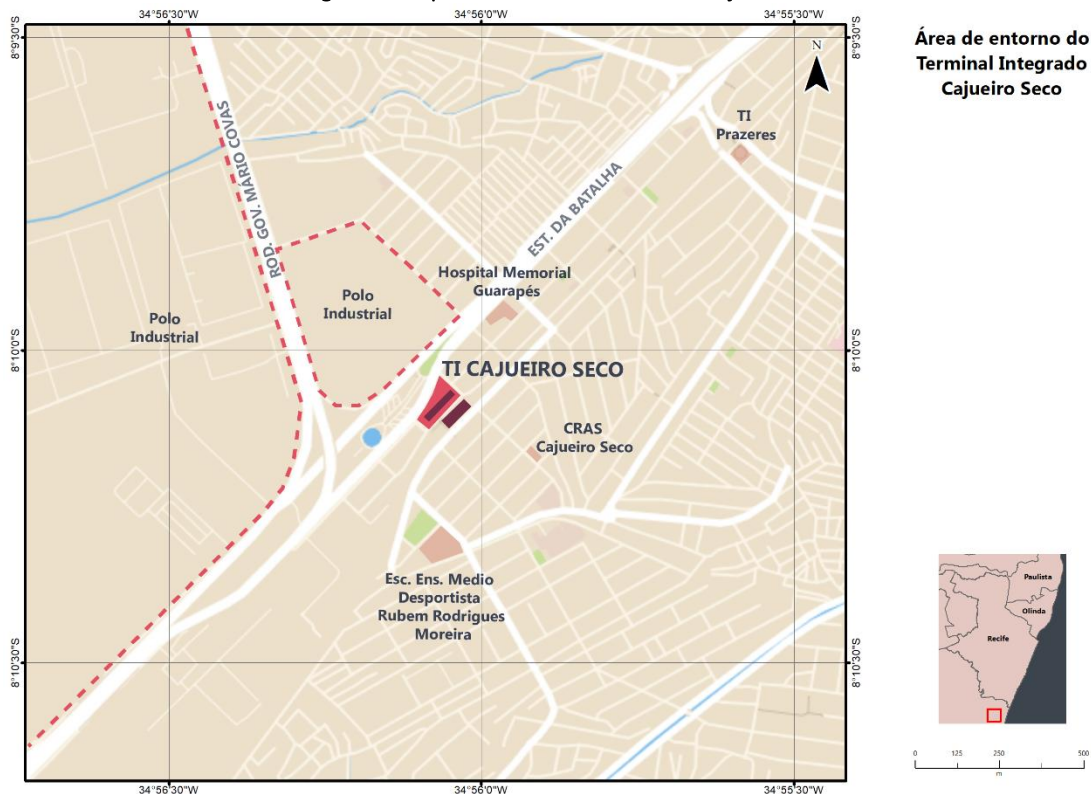 34°56'30"W
34°56'0"W
34°55'30"W
8°9'30"S
8°9'30"S
N
Área de entorno do
Terminal Integrado
Cajueiro Seco
TI
Prazeres
ROD. GOV. MÁRIO COVAS
EST. DA BATALHA
Hospital Memorial
Guarapés
Polo
Industrial
Polo
Industrial
8°10'0"S
8°10'0"S
TI CAJUEIRO SECO
CRAS
Cajueiro Seco
Esc. Ens. Medio
Desportista
Rubem Rodrigues
Moreira
Paulista
Olinda
Recife
8°10'30"S
8°10'30"S
0 125 250 500
m
34°56'30"W
34°56'0"W
34°55'30"W